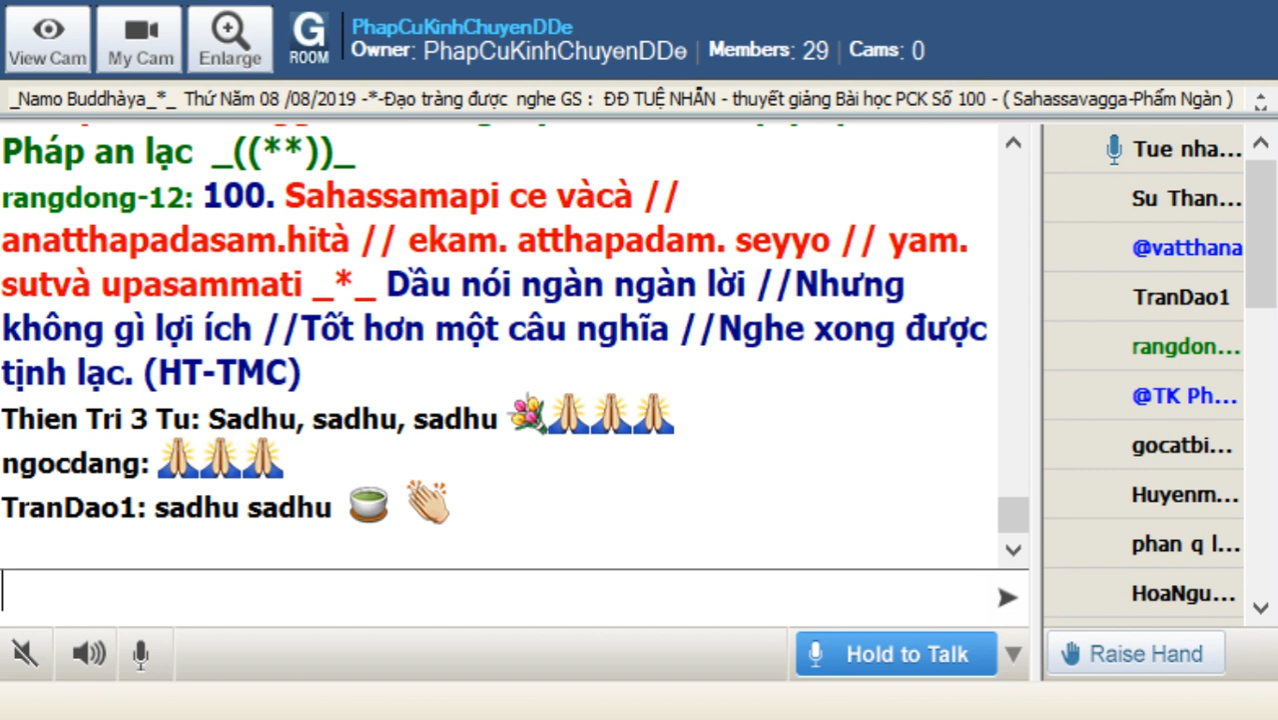 View Cam
My Cam
Enlarge
G
ROOM
PhapCuKinhChuyenDDe
Owner: PhapCuKinhChuyenDDe | Members: 29 | Cams: 0
_Namo Buddhàya_*_ Thứ Năm 08 /08/2019 -*-Đạo tràng được nghe GS : ĐĐ TUỆ NHẪN - thuyết giảng Bài học PCK Số 100 - ( Sahassavagga-Phẩm Ngàn )
Pháp an lạc _((**))_
rangdong-12: 100. Sahassamapi ce vàcà //
anatthapadasam.hità // ekam. atthapadam. seyyo // yam.
sutvà upasammati _*_ Dầu nói ngàn ngàn lời //Nhưng
không gì lợi ích //Tốt hơn một câu nghĩa //Nghe xong được
tịnh lạc. (HT-TMC)
Thien Tri 3 Tu: Sadhu, sadhu, sadhu
ngocdang:
TranDao1: sadhu sadhu
Tue nha...
Su Than...
@vatthana
TranDao1
rangdon...
@TK Ph...
gocatbi...
Huyenm...
phan q l...
HoaNgu...
Hold to Talk
Raise Hand